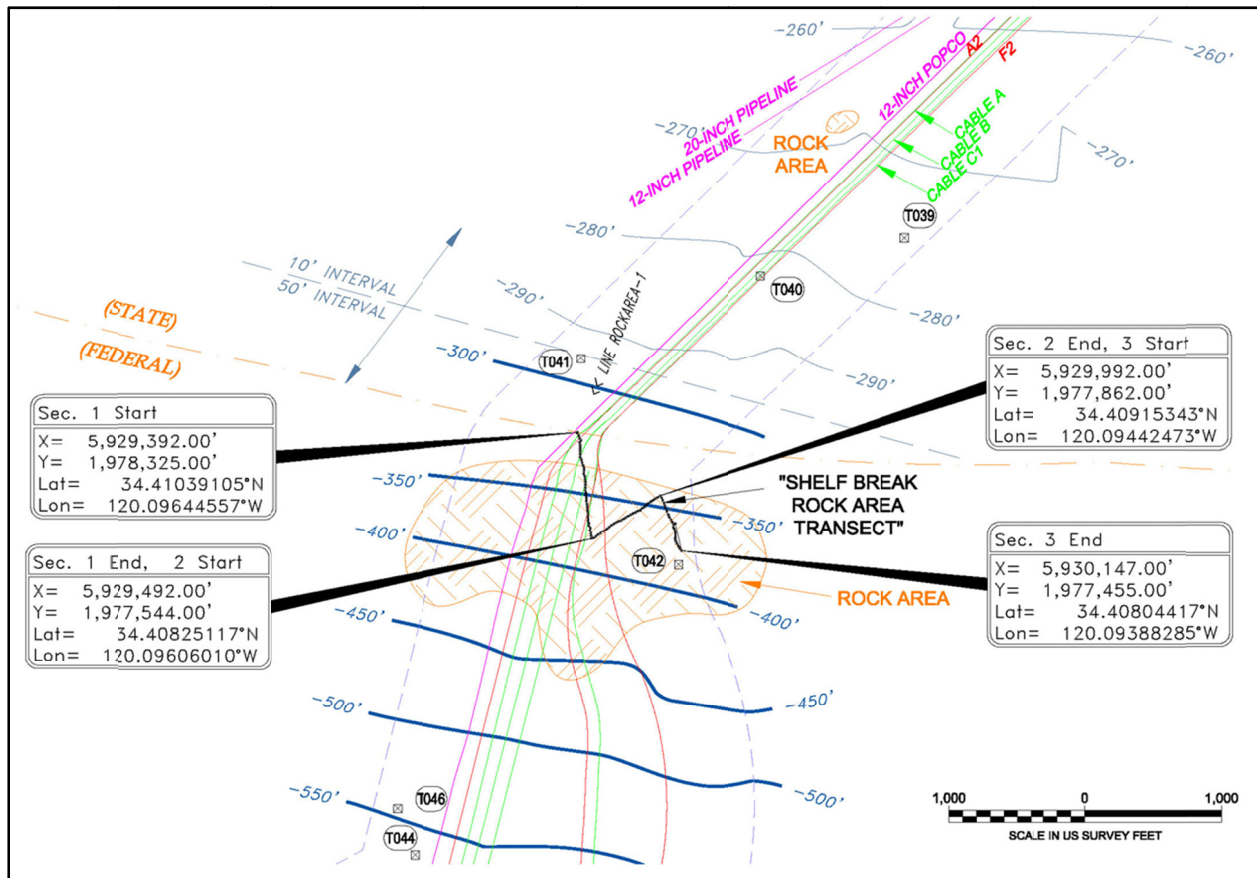 -260'
-260'
12-INCH POPCO
A2
F2
20-INCH PIPELINE
12-INCH PIPELINE
-270'
ROCK
AREA
CABLE A
CABLE B
CABLE C1
-270'
T039
-280'
T040
-280'
10' INTERVAL
50' INTERVAL
-290'
LINE ROCKAREA-1
-290'
(STATE)
(FEDERAL)
-300'
T041
Sec. 1 Start
X= 5,929,392.00'
Y= 1,978,325.00'
Lat= 34.41039105°N
Lon= 120.09644557°W
Sec. 2 End, 3 Start
X= 5,929,992.00'
Y= 1,977,862.00'
Lat= 34.40915343°N
Lon= 120.09442473°W
-350'
"SHELF BREAK
ROCK AREA
TRANSECT"
-350'
-400'
T042
ROCK AREA
-400'
Sec. 1 End, 2 Start
X= 5,929,492.00'
Y= 1,977,544.00'
Lat= 34.40825117°N
Lon= 120.09606010°W
Sec. 3 End
X= 5,930,147.00'
Y= 1,977,455.00'
Lat= 34.40804417°N
Lon= 120.09388285°W
-450'
-450'
-500'
-500'
-550'
T046
T044
1,000 0 1,000
SCALE IN US SURVEY FEET